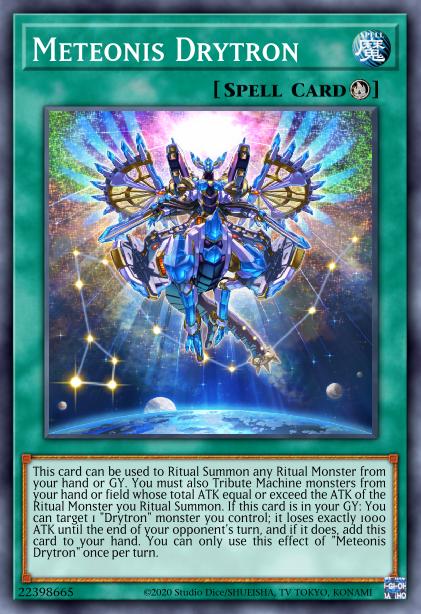 METEONIS DRYTRON
SPELL
魔
[SPELL CARD]
This card can be used to Ritual Summon any Ritual Monster from
your hand or GY. You must also Tribute Machine monsters from
your hand or field whose total ATK equal or exceed the ATK of the
Ritual Monster you Ritual Summon. If this card is in your GY: You
can target 1 "Drytron" monster you control; it loses exactly 1000
ATK until the end of your opponent's turn, and if it does, add this
card to your hand. You can only use this effect of "Meteonis
Drytron" once per turn.
22398665
©2020 Studio Dice/SHUEISHA, TV TOKYO, KONAMI